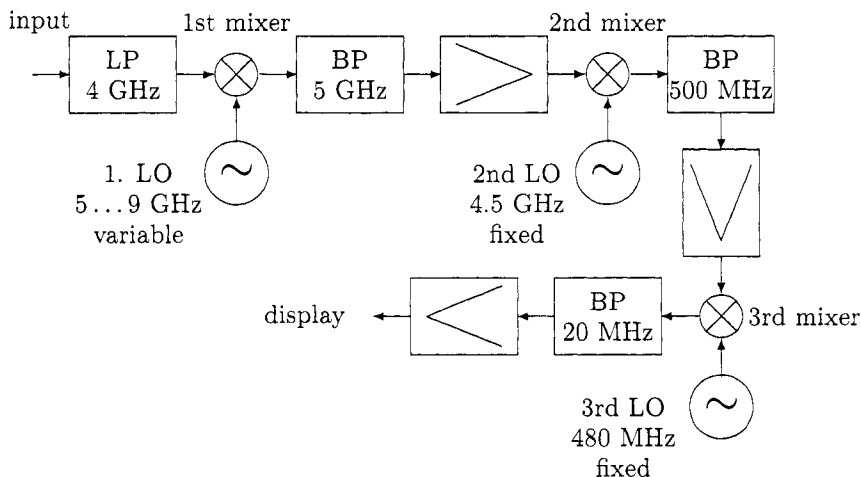 input
LP
4 GHz
1st mixer
BP
5 GHz
2nd mixer
BP
500 MHz
1. LO
5...9 GHz
variable
2nd LO
4.5 GHz
fixed
display
BP
20 MHz
3rd mixer
3rd LO
480 MHz
fixed